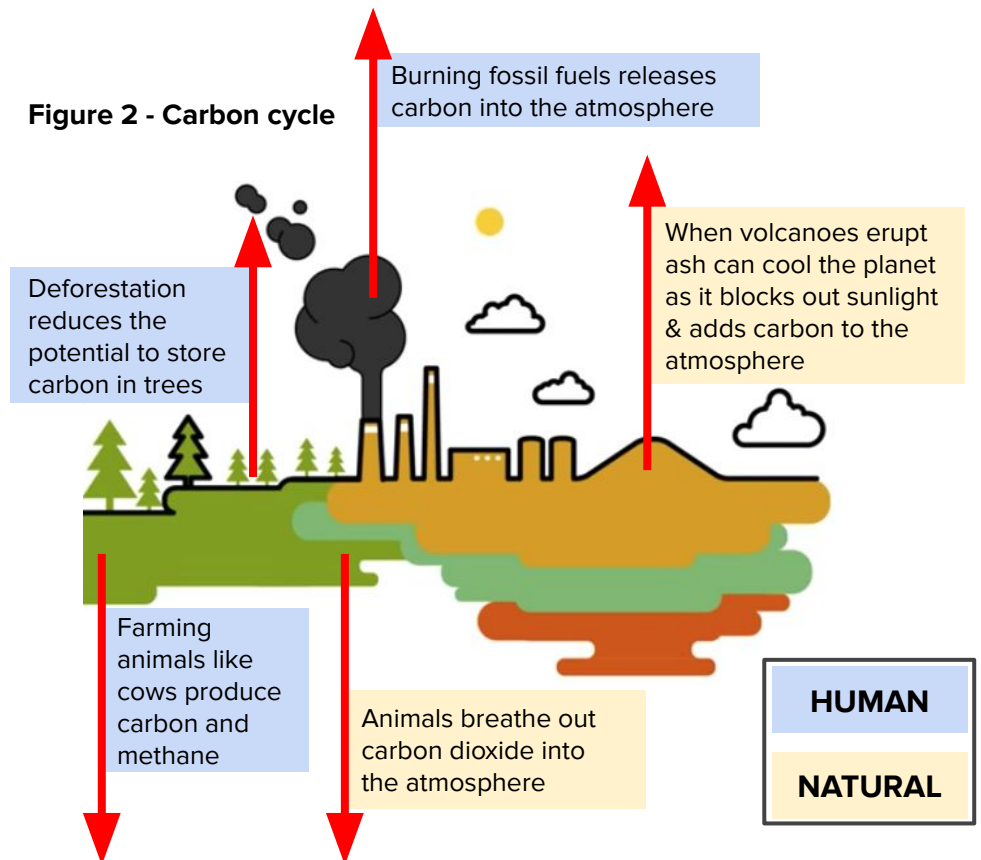 Figure 2 - Carbon cycle
Burning fossil fuels releases
carbon into the atmosphere
When volcanoes erupt
ash can cool the planet
as it blocks out sunlight
& adds carbon to the
atmosphere
Deforestation
reduces the
potential to store
carbon in trees
Farming
animals like
cows produce
carbon and
methane
Animals breathe out
carbon dioxide into
the atmosphere
HUMAN
NATURAL